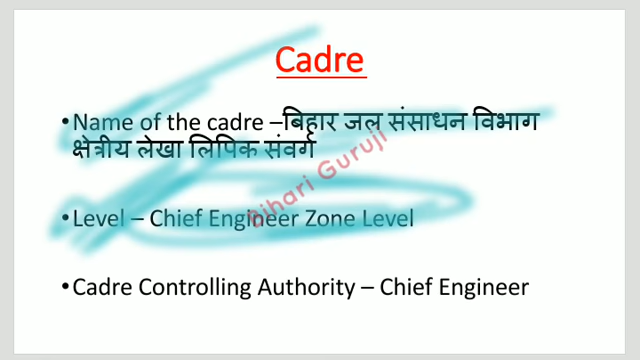 Cadre
•Name of the cadre –बिहार जल संसाधन विभाग
क्षेत्रीय लेखा लिपिक संवर्ग
Bihari Guruji
•Level – Chief Engineer Zone Level
•Cadre Controlling Authority – Chief Engineer